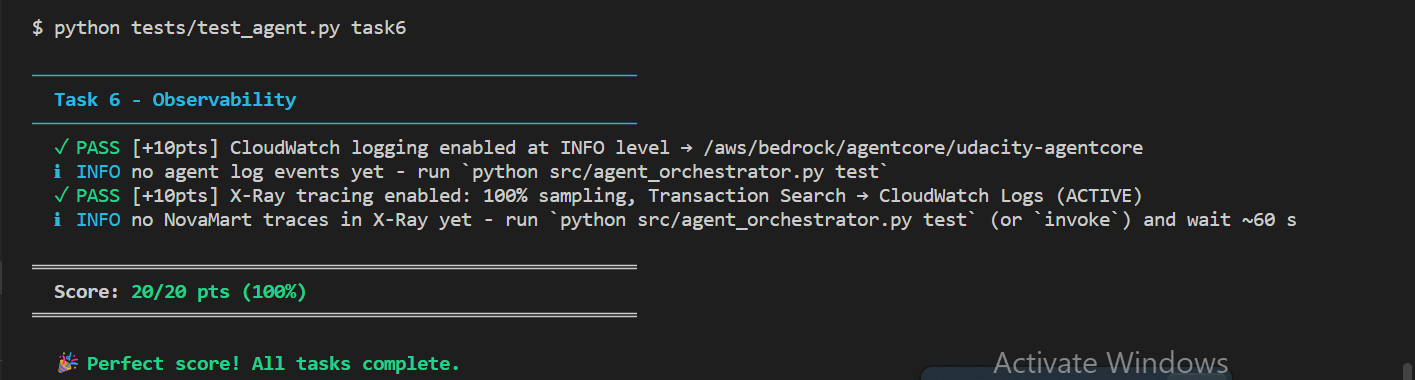 $ python tests/test_agent.py task6
Task 6 - Observability
✓ PASS [+10pts] CloudWatch logging enabled at INFO level → /aws/bedrock/agentcore/udacity-agentcore
ℹ INFO no agent log events yet - run `python src/agent_orchestrator.py test`
✓ PASS [+10pts] X-Ray tracing enabled: 100% sampling, Transaction Search → CloudWatch Logs (ACTIVE)
ℹ INFO no NovaMart traces in X-Ray yet - run `python src/agent_orchestrator.py test` (or `invoke`) and wait ~60 s
Score: 20/20 pts (100%)
🎉 Perfect score! All tasks complete.
Activate Windows